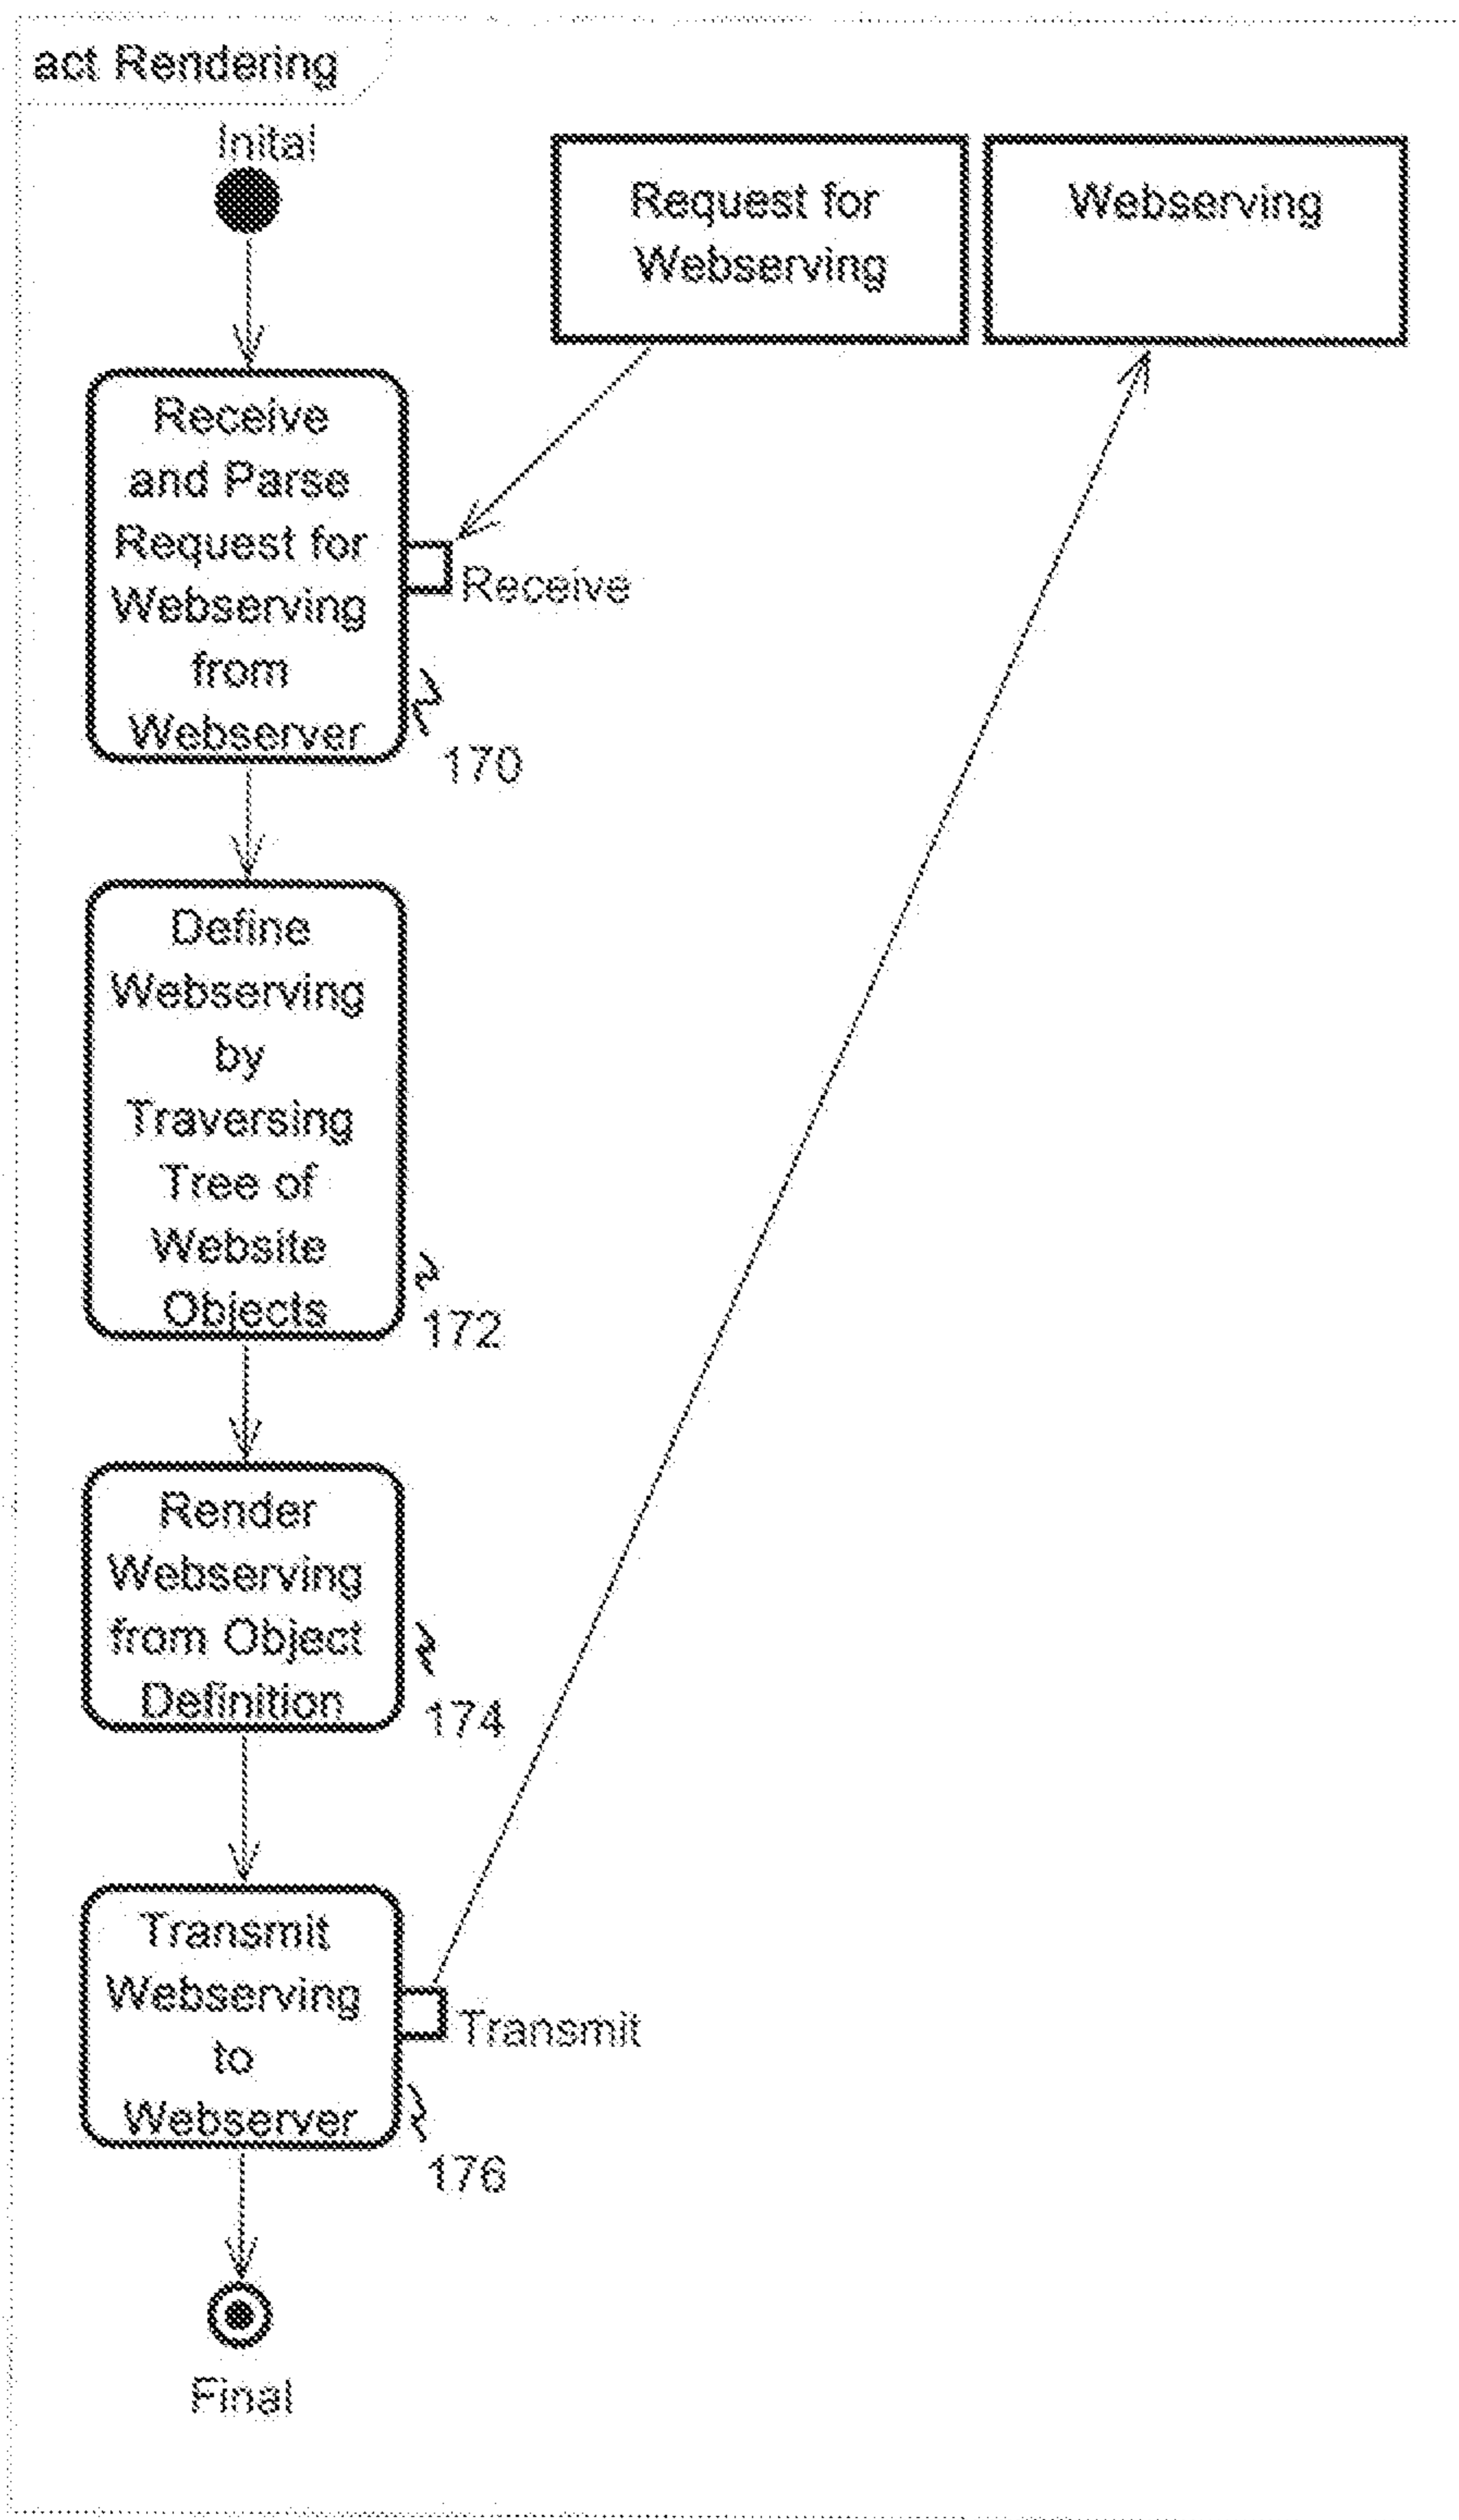 act Rendering
Inital
Request for
Webserving
Webserving
Receive
and Parse
Request for
Webserving
from
Webserver
Receive
170
Define
Webserving
by
Traversing
Tree of
Website
Objects
172
Render
Webserving
from Object
Definition
174
Transmit
Webserving
to
Webserver
Transmit
176
Final